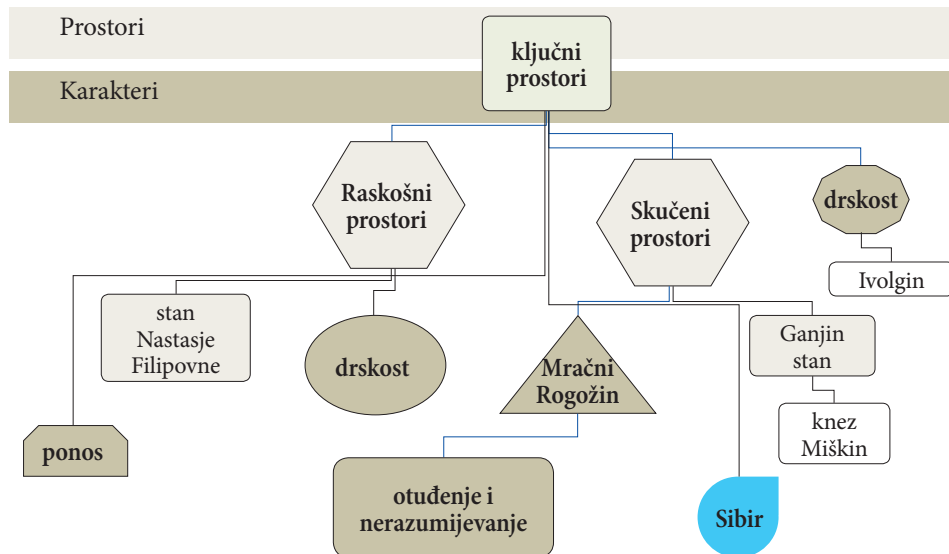 Prostori
Karakteri
ključni
prostori
Raskošni
prostori
Skučeni
prostori
drskost
Ivolgin
stan
Nastasje
Filipovne
drskost
Mračni
Rogožin
Ganjin
stan
knez
Miškin
ponos
otuđenje i
nerazumijevanje
Sibir